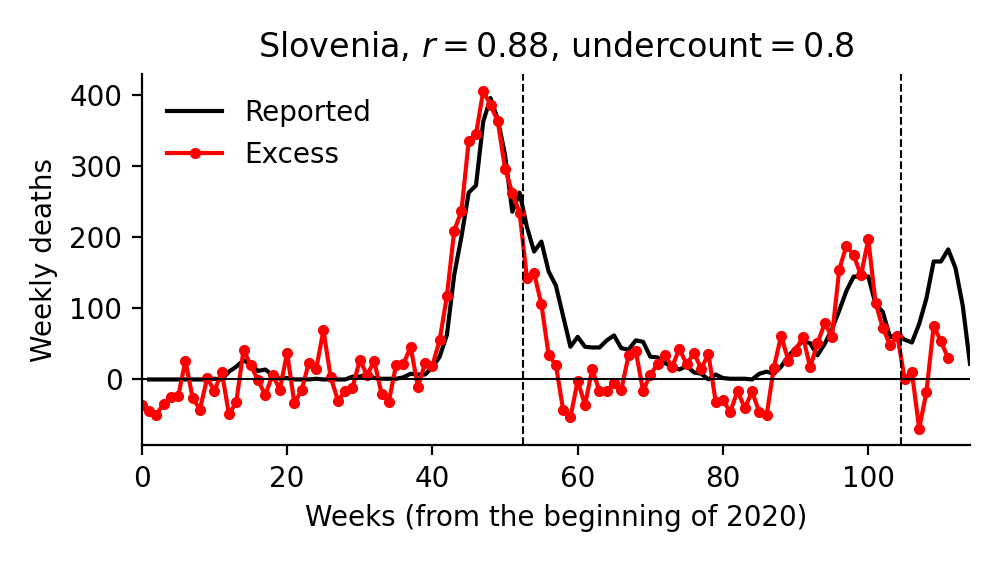 Slovenia, r = 0.88, undercount = 0.8
400
300
200
100
0
Weekly deaths
Reported
Excess
0 20 40 60 80 100
Weeks (from the beginning of 2020)